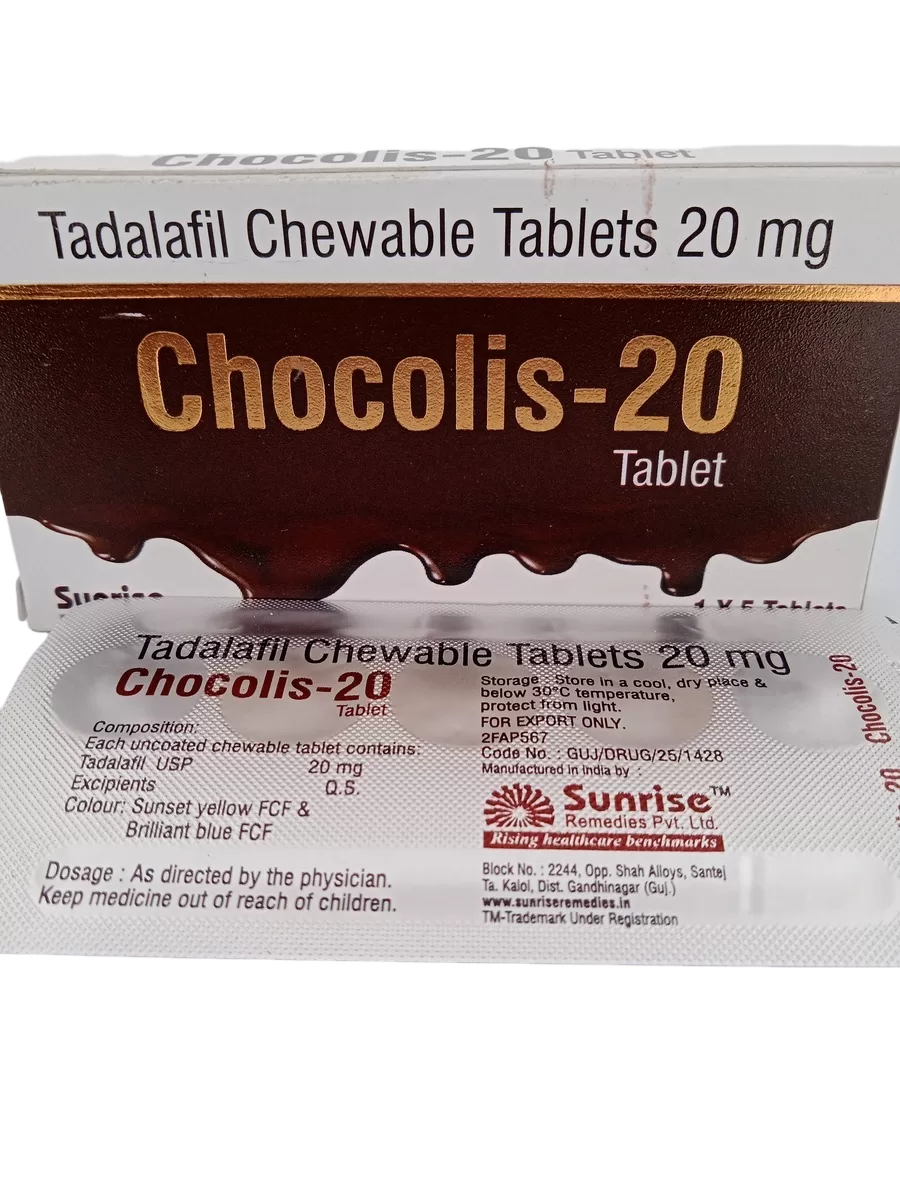 Chocolis-20 Tablet
Tadalafil Chewable Tablets 20 mg
Chocolis-20
Tablet
Sunrise
1 X 5 Tablets
Tadalafil Chewable Tablets 20 mg
Chocolis-20
Tablet
Composition:
Each uncoated chewable tablet contains:
Tadalafil USP 20 mg
Excipients Q.S.
Colour: Sunset yellow FCF &
Brilliant blue FCF
Dosage : As directed by the physician.
Keep medicine out of reach of children.
Storage : Store in a cool, dry place &
below 30°C temperature,
protect from light.
FOR EXPORT ONLY.
2FAP567
Code No. : GUJ/DRUG/25/1428
Manufactured in India by :
Sunrise™
Remedies Pvt. Ltd.
Rising healthcare benchmarks
Block No. : 2244, Opp. Shah Alloys, Santej
Ta. Kalol, Dist. Gandhinagar (Guj.)
www.sunriseremedies.in
TM-Trademark Under Registration
Chocolis-20
20